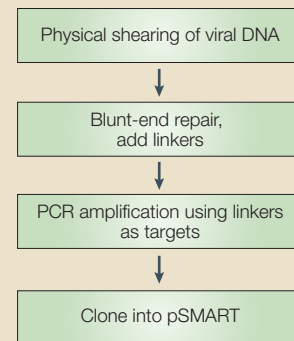 Physical shearing of viral DNA
Blunt-end repair,
add linkers
PCR amplification using linkers
as targets
Clone into pSMART